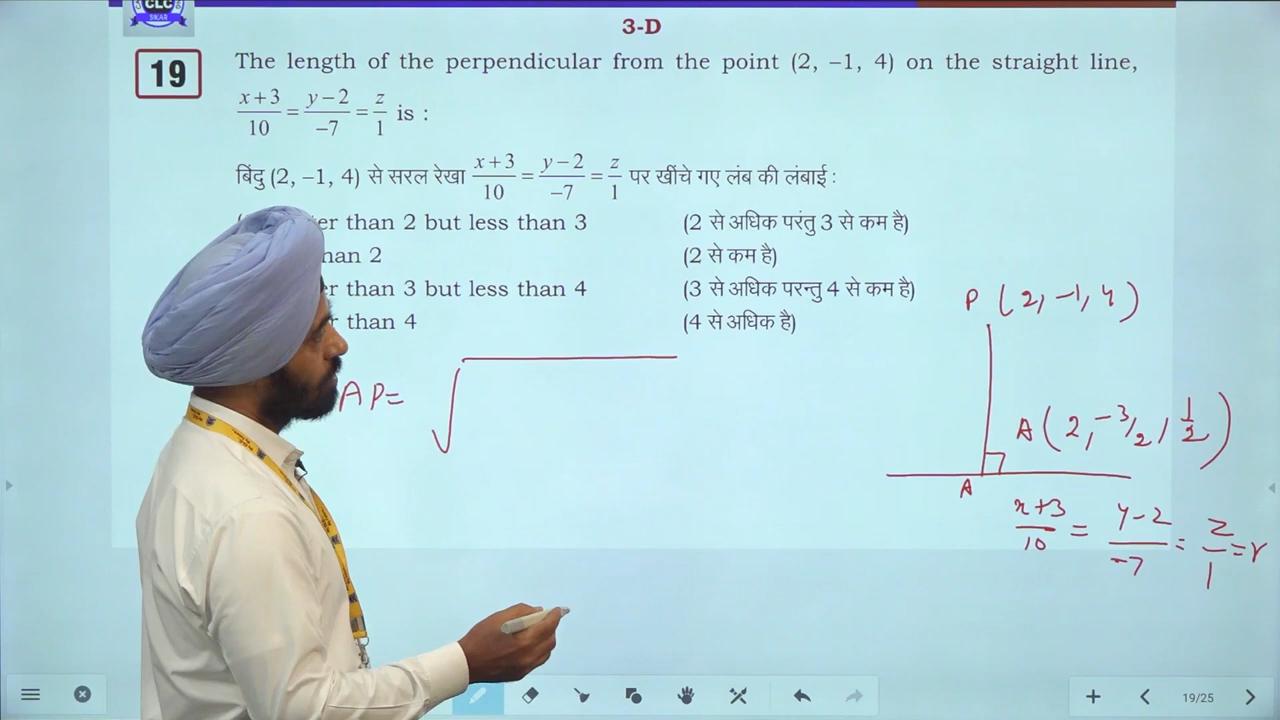 CLC
SIKAR
3-D
19
The length of the perpendicular from the point (2, –1, 4) on the straight line,
x+3/10 = y–2/–7 = z/1 is :
बिंदु (2, –1, 4) से सरल रेखा x+3/10 = y–2/–7 = z/1 पर खींचे गए लंब की लंबाई :
than 2 but less than 3 (2 से अधिक परंतु 3 से कम है)
than 2 (2 से कम है)
than 3 but less than 4 (3 से अधिक परन्तु 4 से कम है)
than 4 (4 से अधिक है)
P (2, -1, 4)
AP= √
A (2, -3/2, 1/2)
A
x+3/10 = y-2/-7 = z/1 = r
19/25